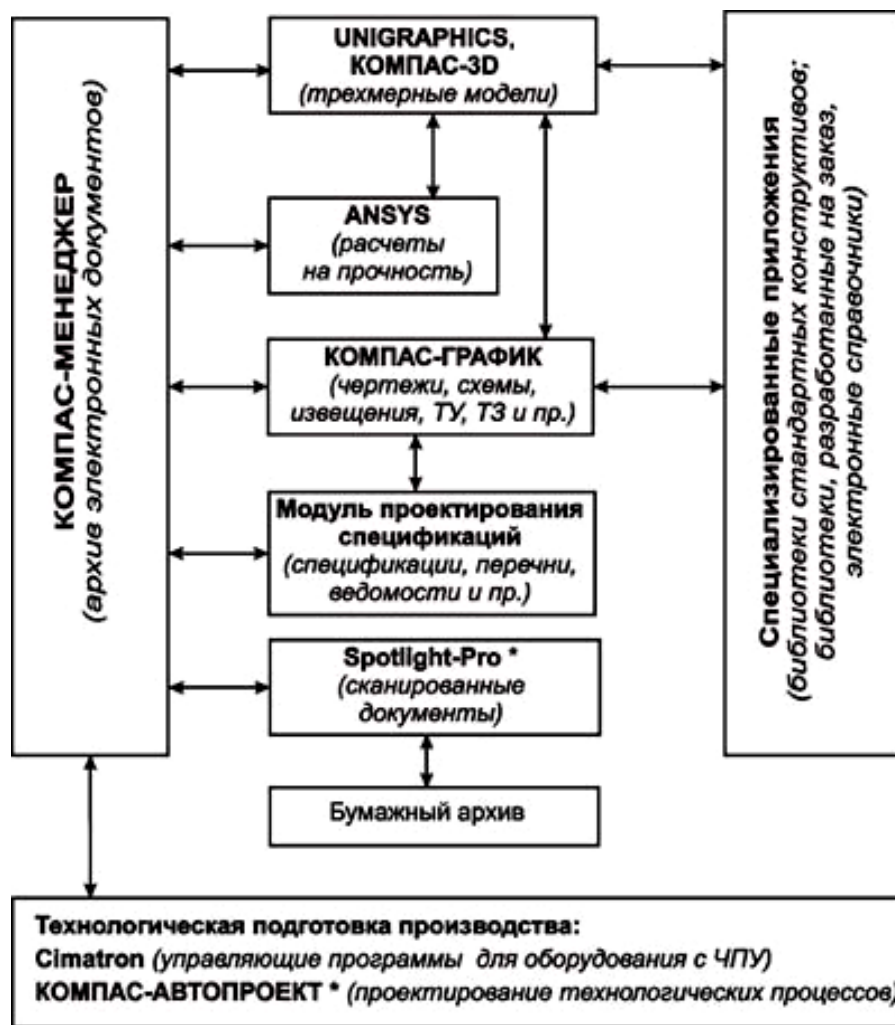 КОМПАС-МЕНЕДЖЕР
(архив электронных документов)
UNIGRAPHICS,
КОМПАС-3D
(трехмерные модели)
ANSYS
(расчеты
на прочность)
КОМПАС-ГРАФИК
(чертежи, схемы,
извещения, ТУ, ТЗ и пр.)
Модуль проектирования
спецификаций
(спецификации, перечни,
ведомости и пр.)
Spotlight-Pro *
(сканированные
документы)
Бумажный архив
Специализированные приложения
(библиотеки стандартных конструктивов;
библиотеки, разработанные на заказ,
электронные справочники)
Технологическая подготовка производства:
Cimatron (управляющие программы для оборудования с ЧПУ)
КОМПАС-АВТОПРОЕКТ * (проектирование технологических процессов)